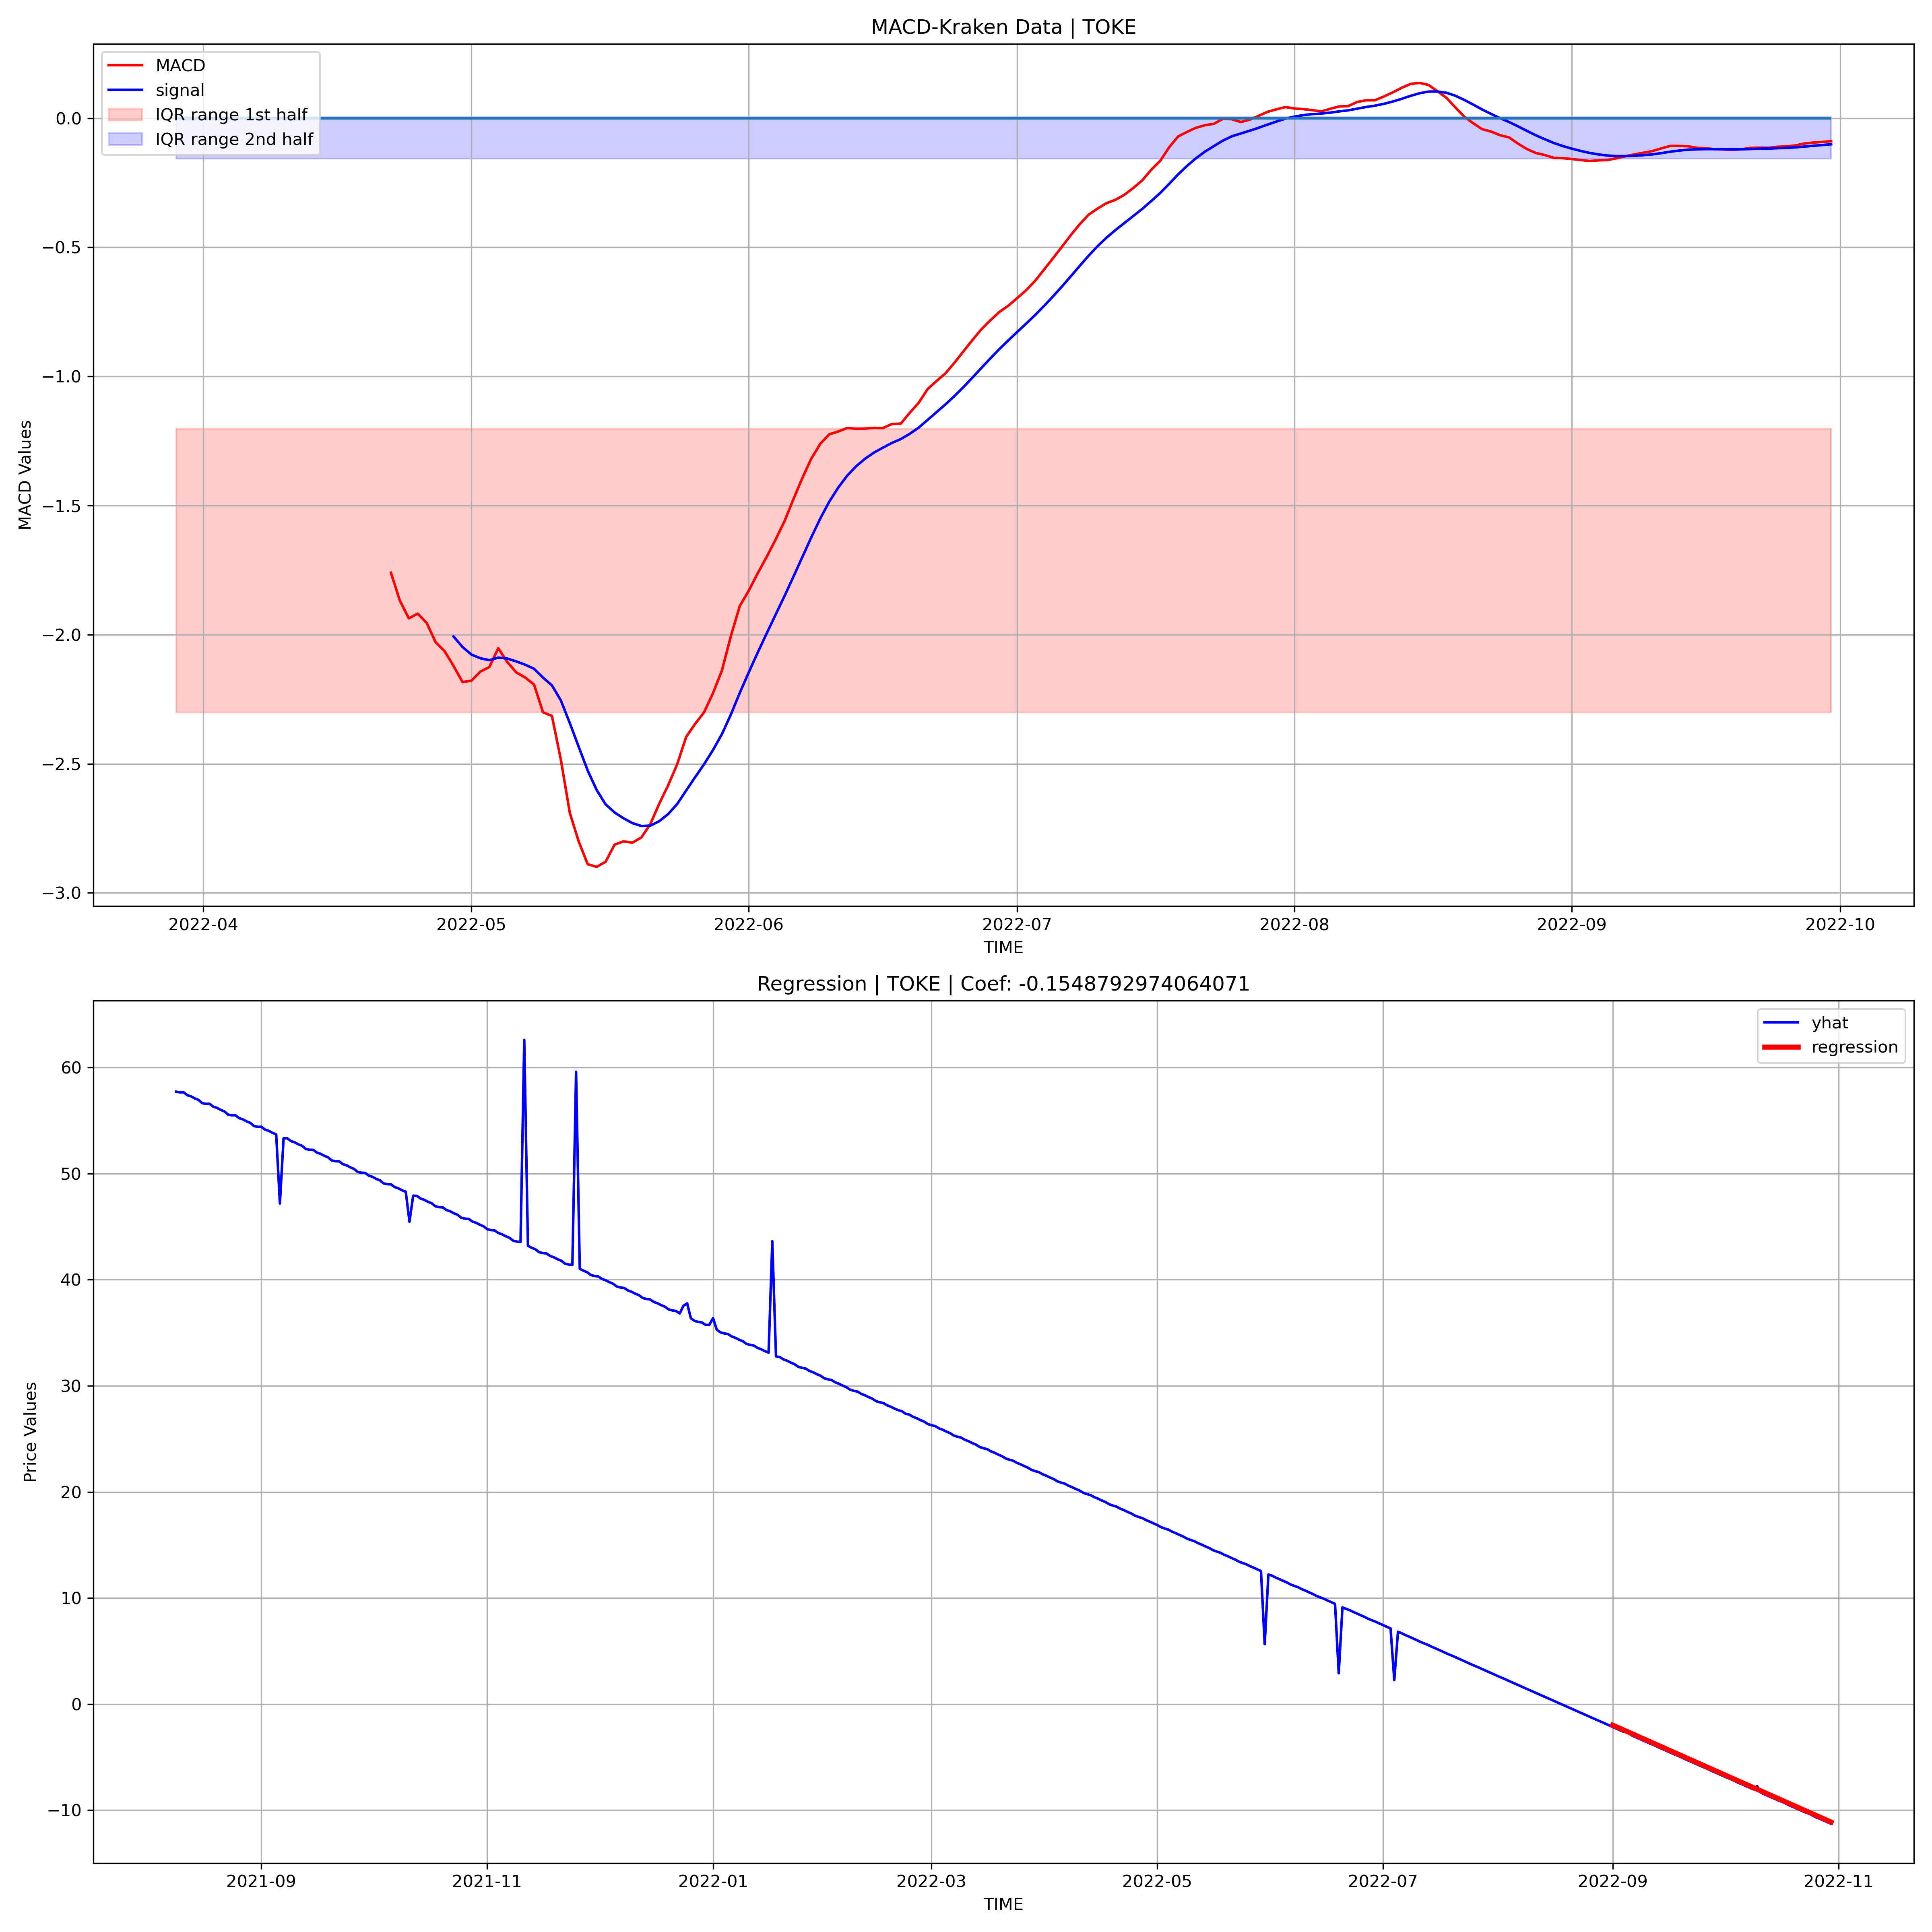 MACD-Kraken Data | TOKE
MACD
signal
IQR range 1st half
IQR range 2nd half
MACD Values
0.0
−0.5
−1.0
−1.5
−2.0
−2.5
−3.0
2022-04 2022-05 2022-06 2022-07 2022-08 2022-09 2022-10
TIME
Regression | TOKE | Coef: -0.1548792974064071
yhat
regression
Price Values
60
50
40
30
20
10
0
−10
2021-09 2021-11 2022-01 2022-03 2022-05 2022-07 2022-09 2022-11
TIME